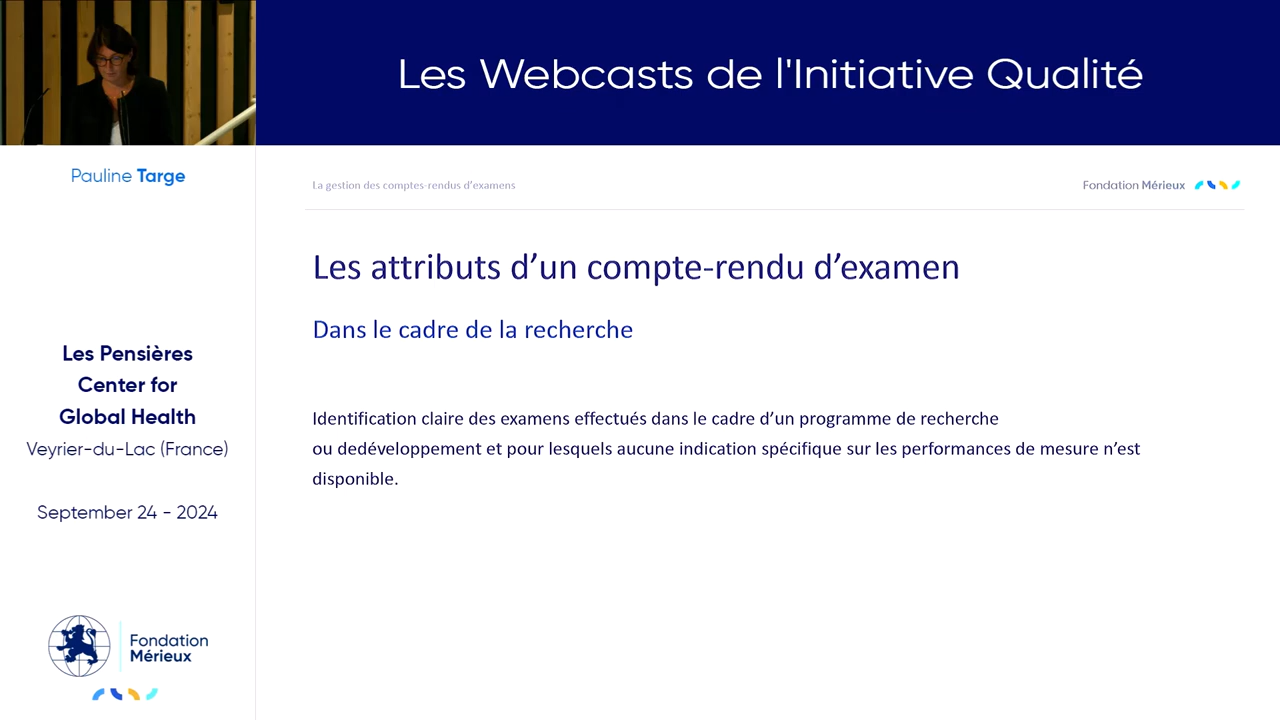 Les Webcasts de l'Initiative Qualité
Pauline Targe
Les Pensières
Center for
Global Health
Veyrier-du-Lac (France)
September 24 - 2024
Fondation
Mérieux
La gestion des comptes-rendus d’examens
Fondation Mérieux
Les attributs d’un compte-rendu d’examen
Dans le cadre de la recherche
Identification claire des examens effectués dans le cadre d’un programme de recherche
ou dedéveloppement et pour lesquels aucune indication spécifique sur les performances de mesure n’est
disponible.